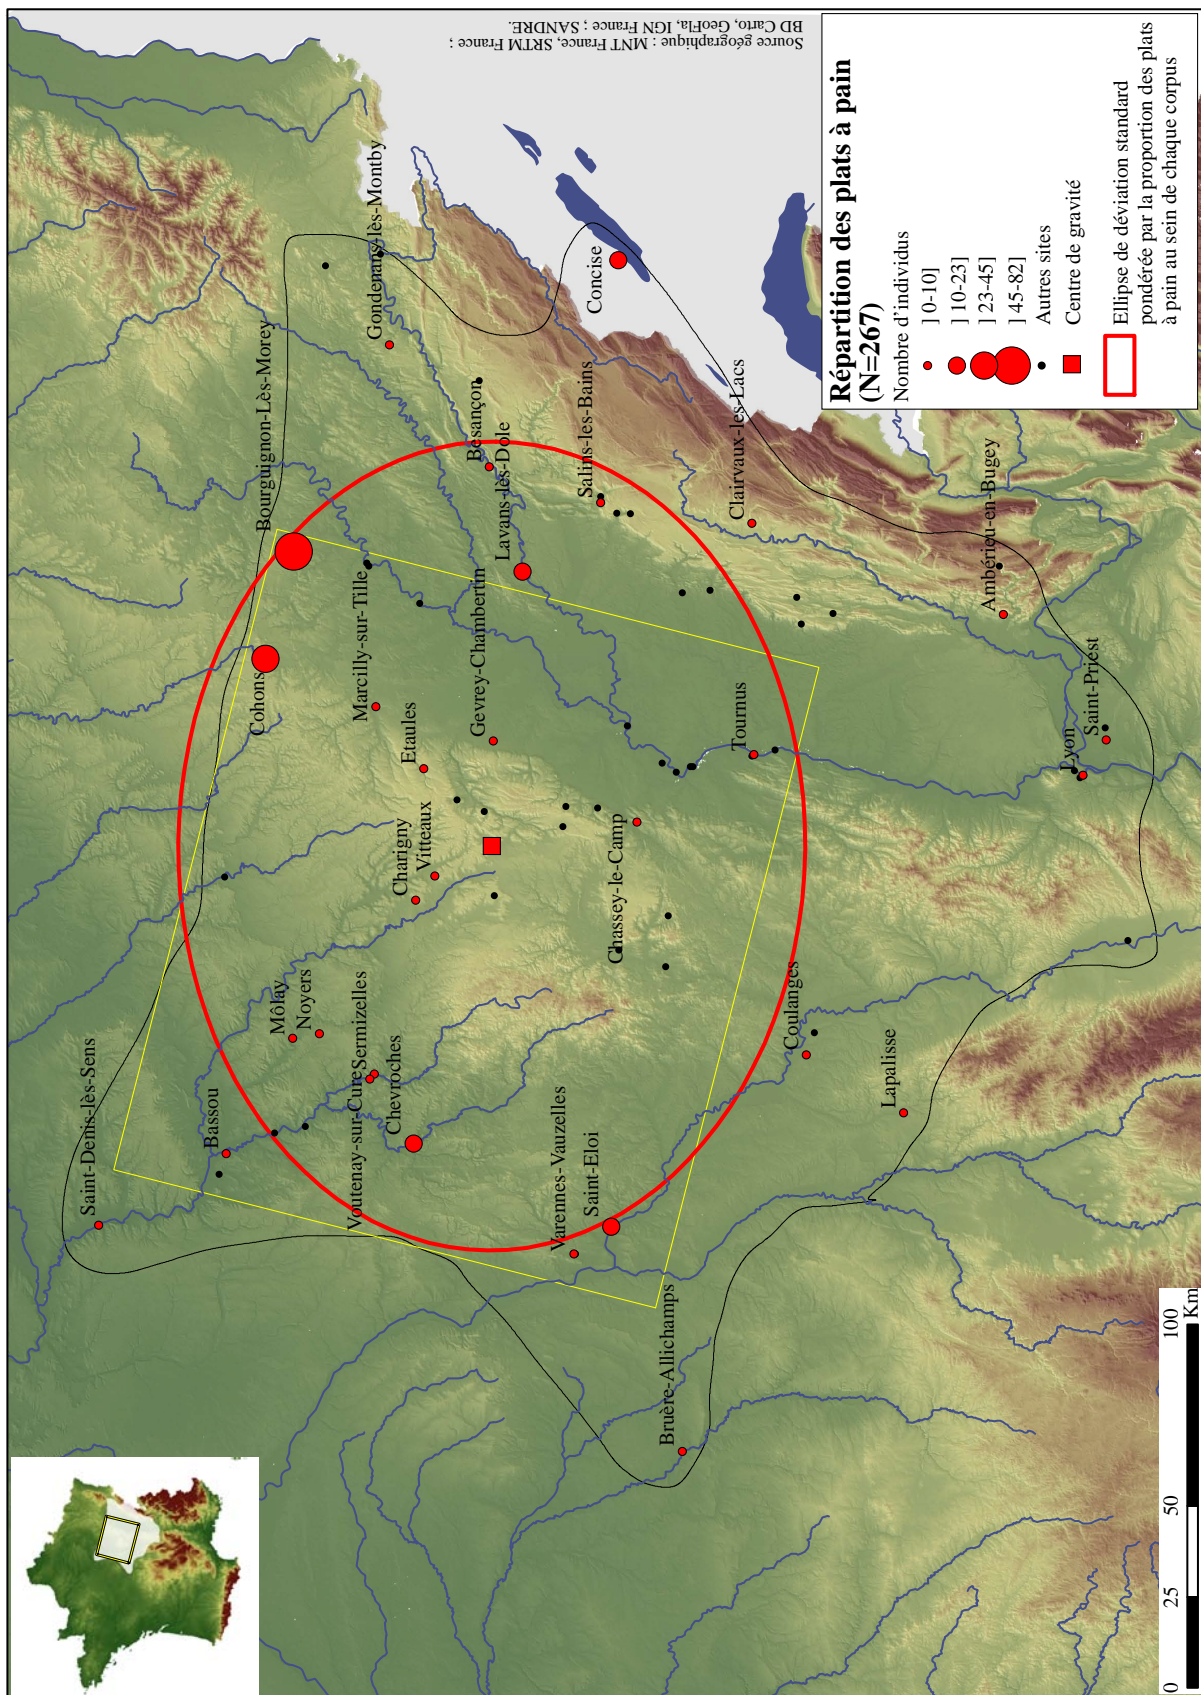 Source géographique : MNT France, SRTM France ;
BD Carto, GeoFla, IGN France ; SANDRE.
Saint-Denis-lès-Sens
Bassou
Môlay
Noyers
Voutenay-sur-Cure
Sermizelles
Chevroches
Varennes-Vauzelles
Saint-Eloi
Bruère-Allichamps
Charigny
Vitteaux
Etaules
Marcilly-sur-Tille
Gevrey-Chambertin
Cohons
Bourguignon-Lès-Morey
Gondenans-lès-Montby
Besançon
Lavans-lès-Dole
Salins-les-Bains
Concise
Clairvaux-les-Lacs
Chassey-le-Camp
Tournus
Coulanges
Lapalisse
Ambérieu-en-Bugey
Lyon
Saint-Priest
Répartition des plats à pain
(N=267)
Nombre d'individus
] 0-10]
] 10-23]
] 23-45]
] 45-82]
Autres sites
Centre de gravité
Ellipse de déviation standard
pondérée par la proportion des plats
à pain au sein de chaque corpus
0 25 50 100
Km